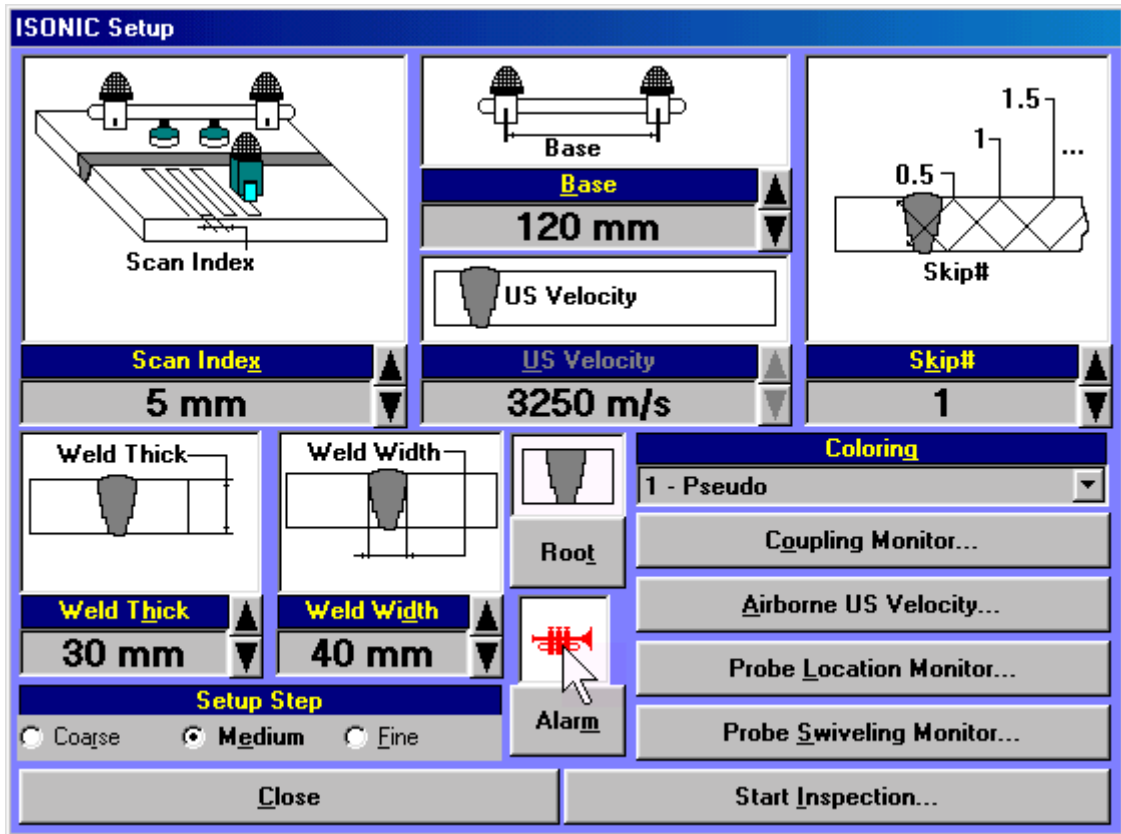 ISONIC Setup
Scan Index
Scan Index
5 mm
Base
Base
120 mm
US Velocity
US Velocity
3250 m/s
0.5
1
1.5
...
Skip#
Skip#
1
Weld Thick
Weld Thick
30 mm
Weld Width
Weld Width
40 mm
Root
Alarm
Coloring
1 - Pseudo
Coupling Monitor...
Airborne US Velocity...
Probe Location Monitor...
Probe Swiveling Monitor...
Setup Step
Coarse
Medium
Fine
Close
Start Inspection...